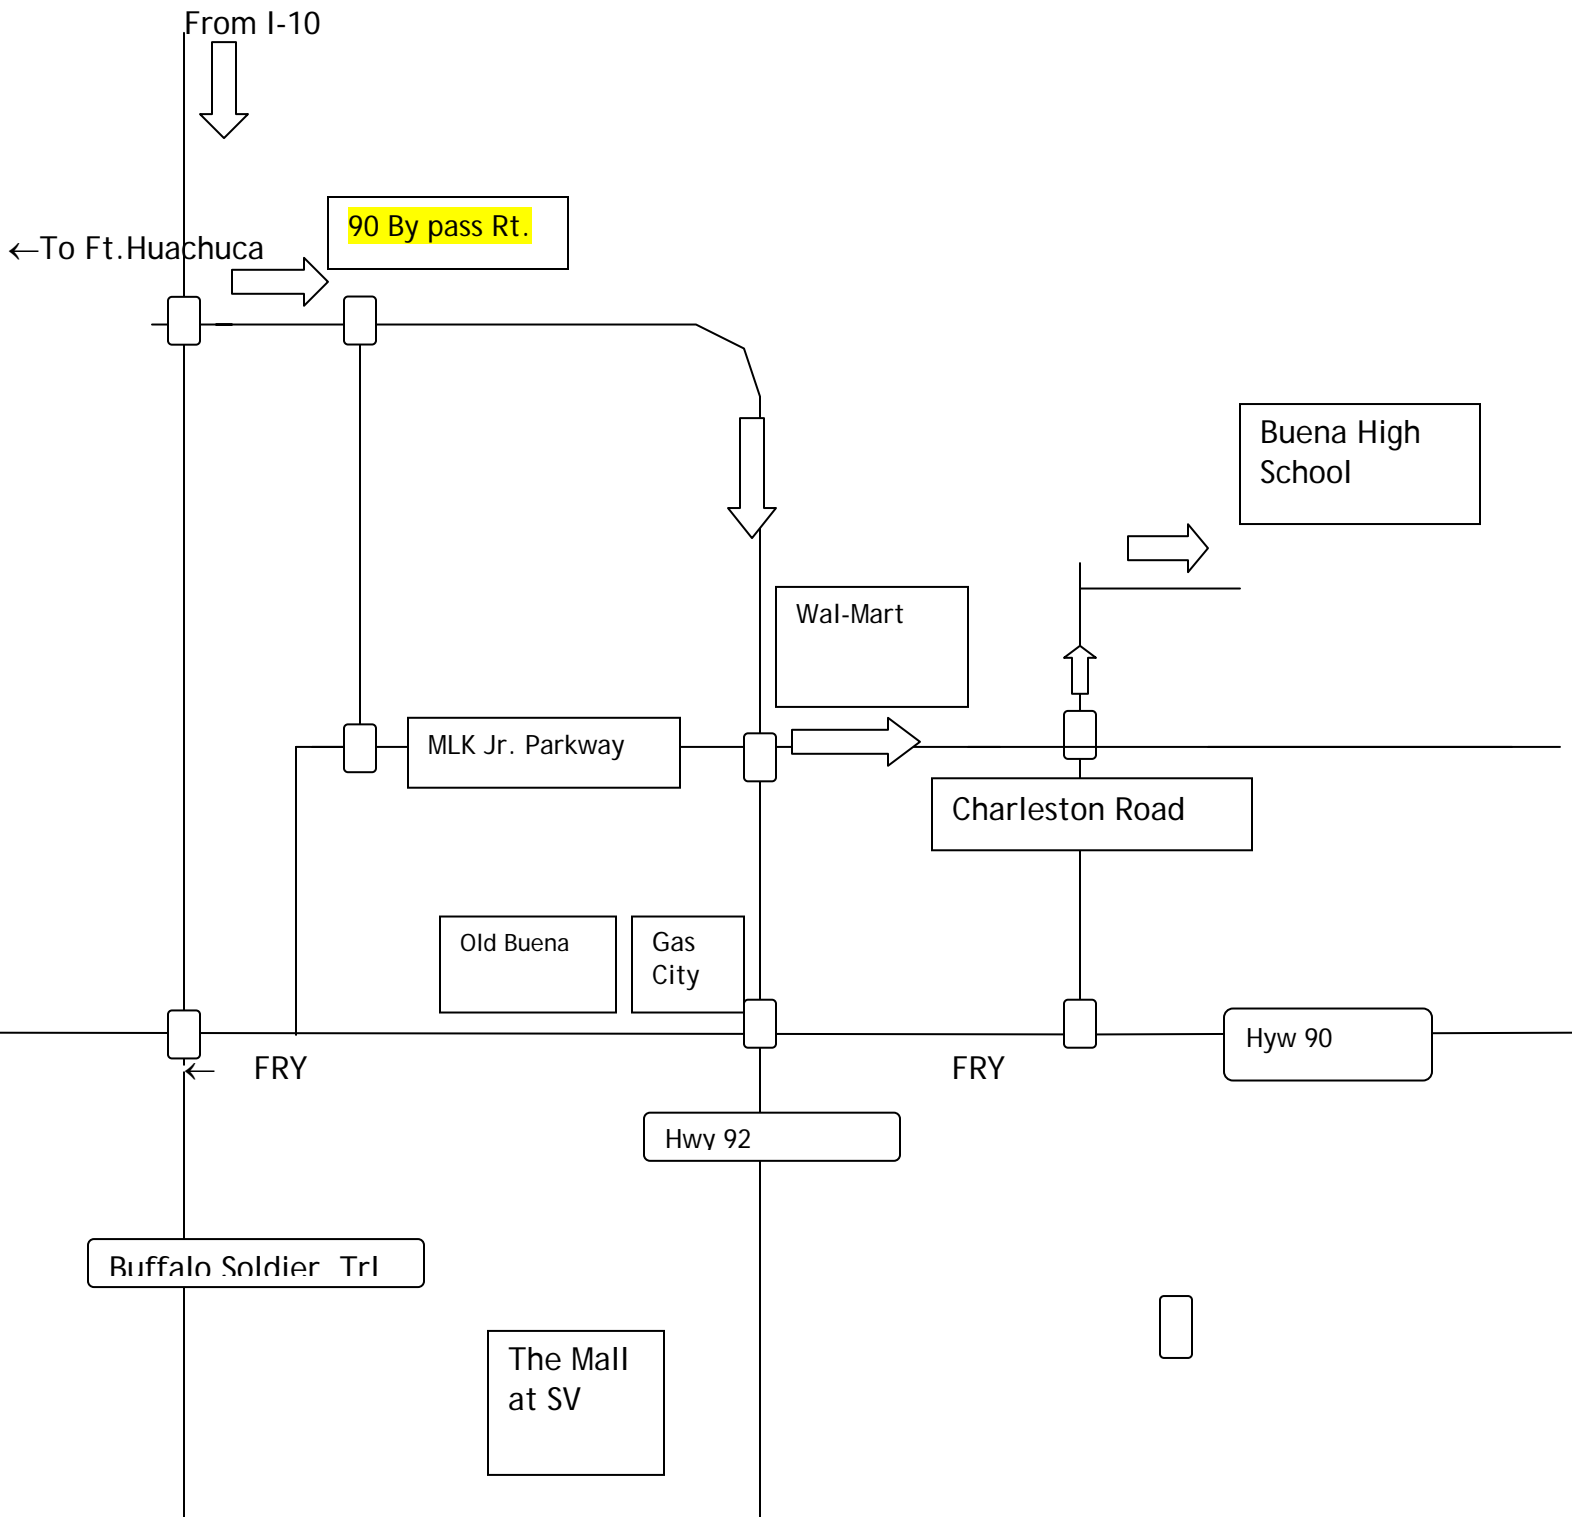 From I-10
90 By pass Rt.
←To Ft.Huachuca
Buena High
School
Wal-Mart
MLK Jr. Parkway
Charleston Road
Old Buena
Gas
City
Hyw 90
← FRY
FRY
Hwy 92
Buffalo Soldier Trl
The Mall
at SV